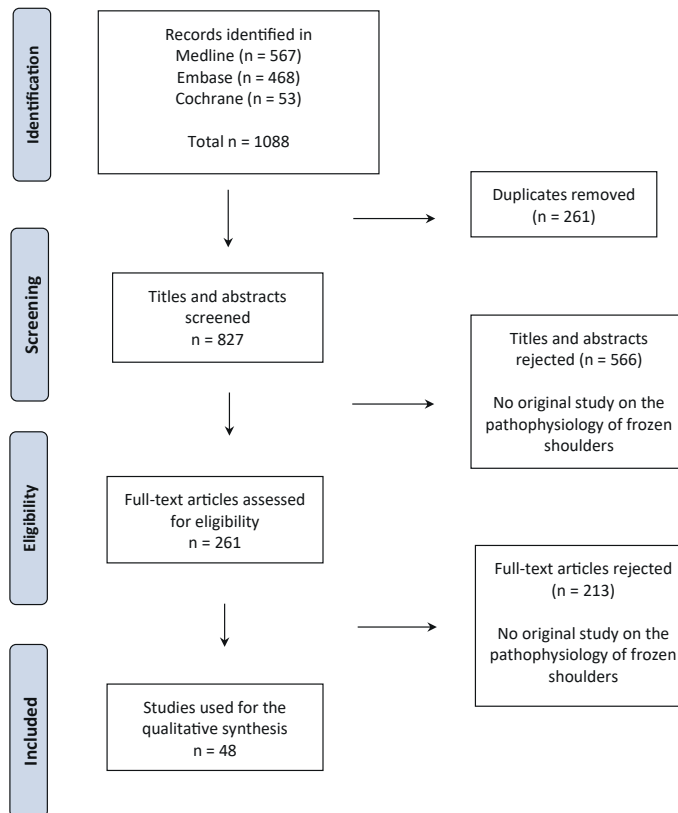 Identification
Records identified in
Medline (n = 567)
Embase (n = 468)
Cochrane (n = 53)
Total n = 1088
Duplicates removed
(n = 261)
Screening
Titles and abstracts
screened
n = 827
Titles and abstracts
rejected (n = 566)
No original study on the
pathophysiology of frozen
shoulders
Eligibility
Full-text articles assessed
for eligibility
n = 261
Full-text articles rejected
(n = 213)
No original study on the
pathophysiology of frozen
shoulders
Included
Studies used for the
qualitative synthesis
n = 48